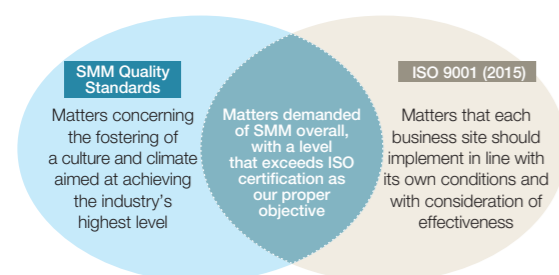 SMM Quality
Standards
Matters concerning
the fostering of
a culture and climate
aimed at achieving
the industry's
highest level
Matters demanded
of SMM overall,
with a level
that exceeds ISO
certification as
our proper
objective
ISO 9001 (2015)
Matters that each
business site should
implement in line with
its own conditions and
with consideration of
effectiveness